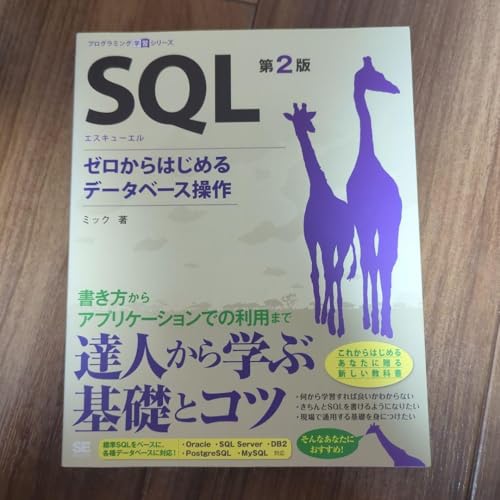 プログラミング学習シリーズ
SQL 第2版
エスキューエル
ゼロからはじめる
データベース操作
ミック 著
書き方から
アプリケーションでの利用まで
達人から学ぶ
基礎とコツ
これからはじめる
あなたに贈る
新しい教科書
・何から学習すれば良いかわからない
・きちんとSQLを書けるようになりたい
・現場で通用する基礎を身につけたい
そんなあなたに
おすすめ!
SE
SHOEISHA
標準SQLをベースに、
各種データベースに対応!
・Oracle ・SQL Server ・DB2
・PostgreSQL ・MySQL 対応